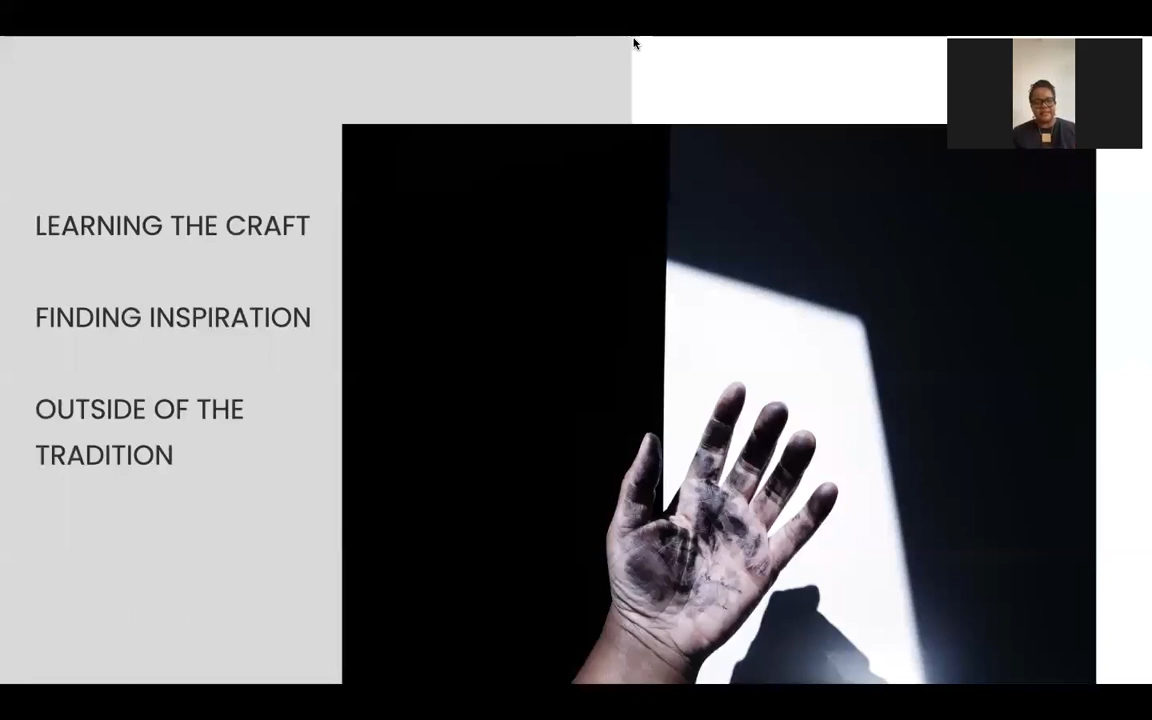 LEARNING THE CRAFT
FINDING INSPIRATION
OUTSIDE OF THE
TRADITION